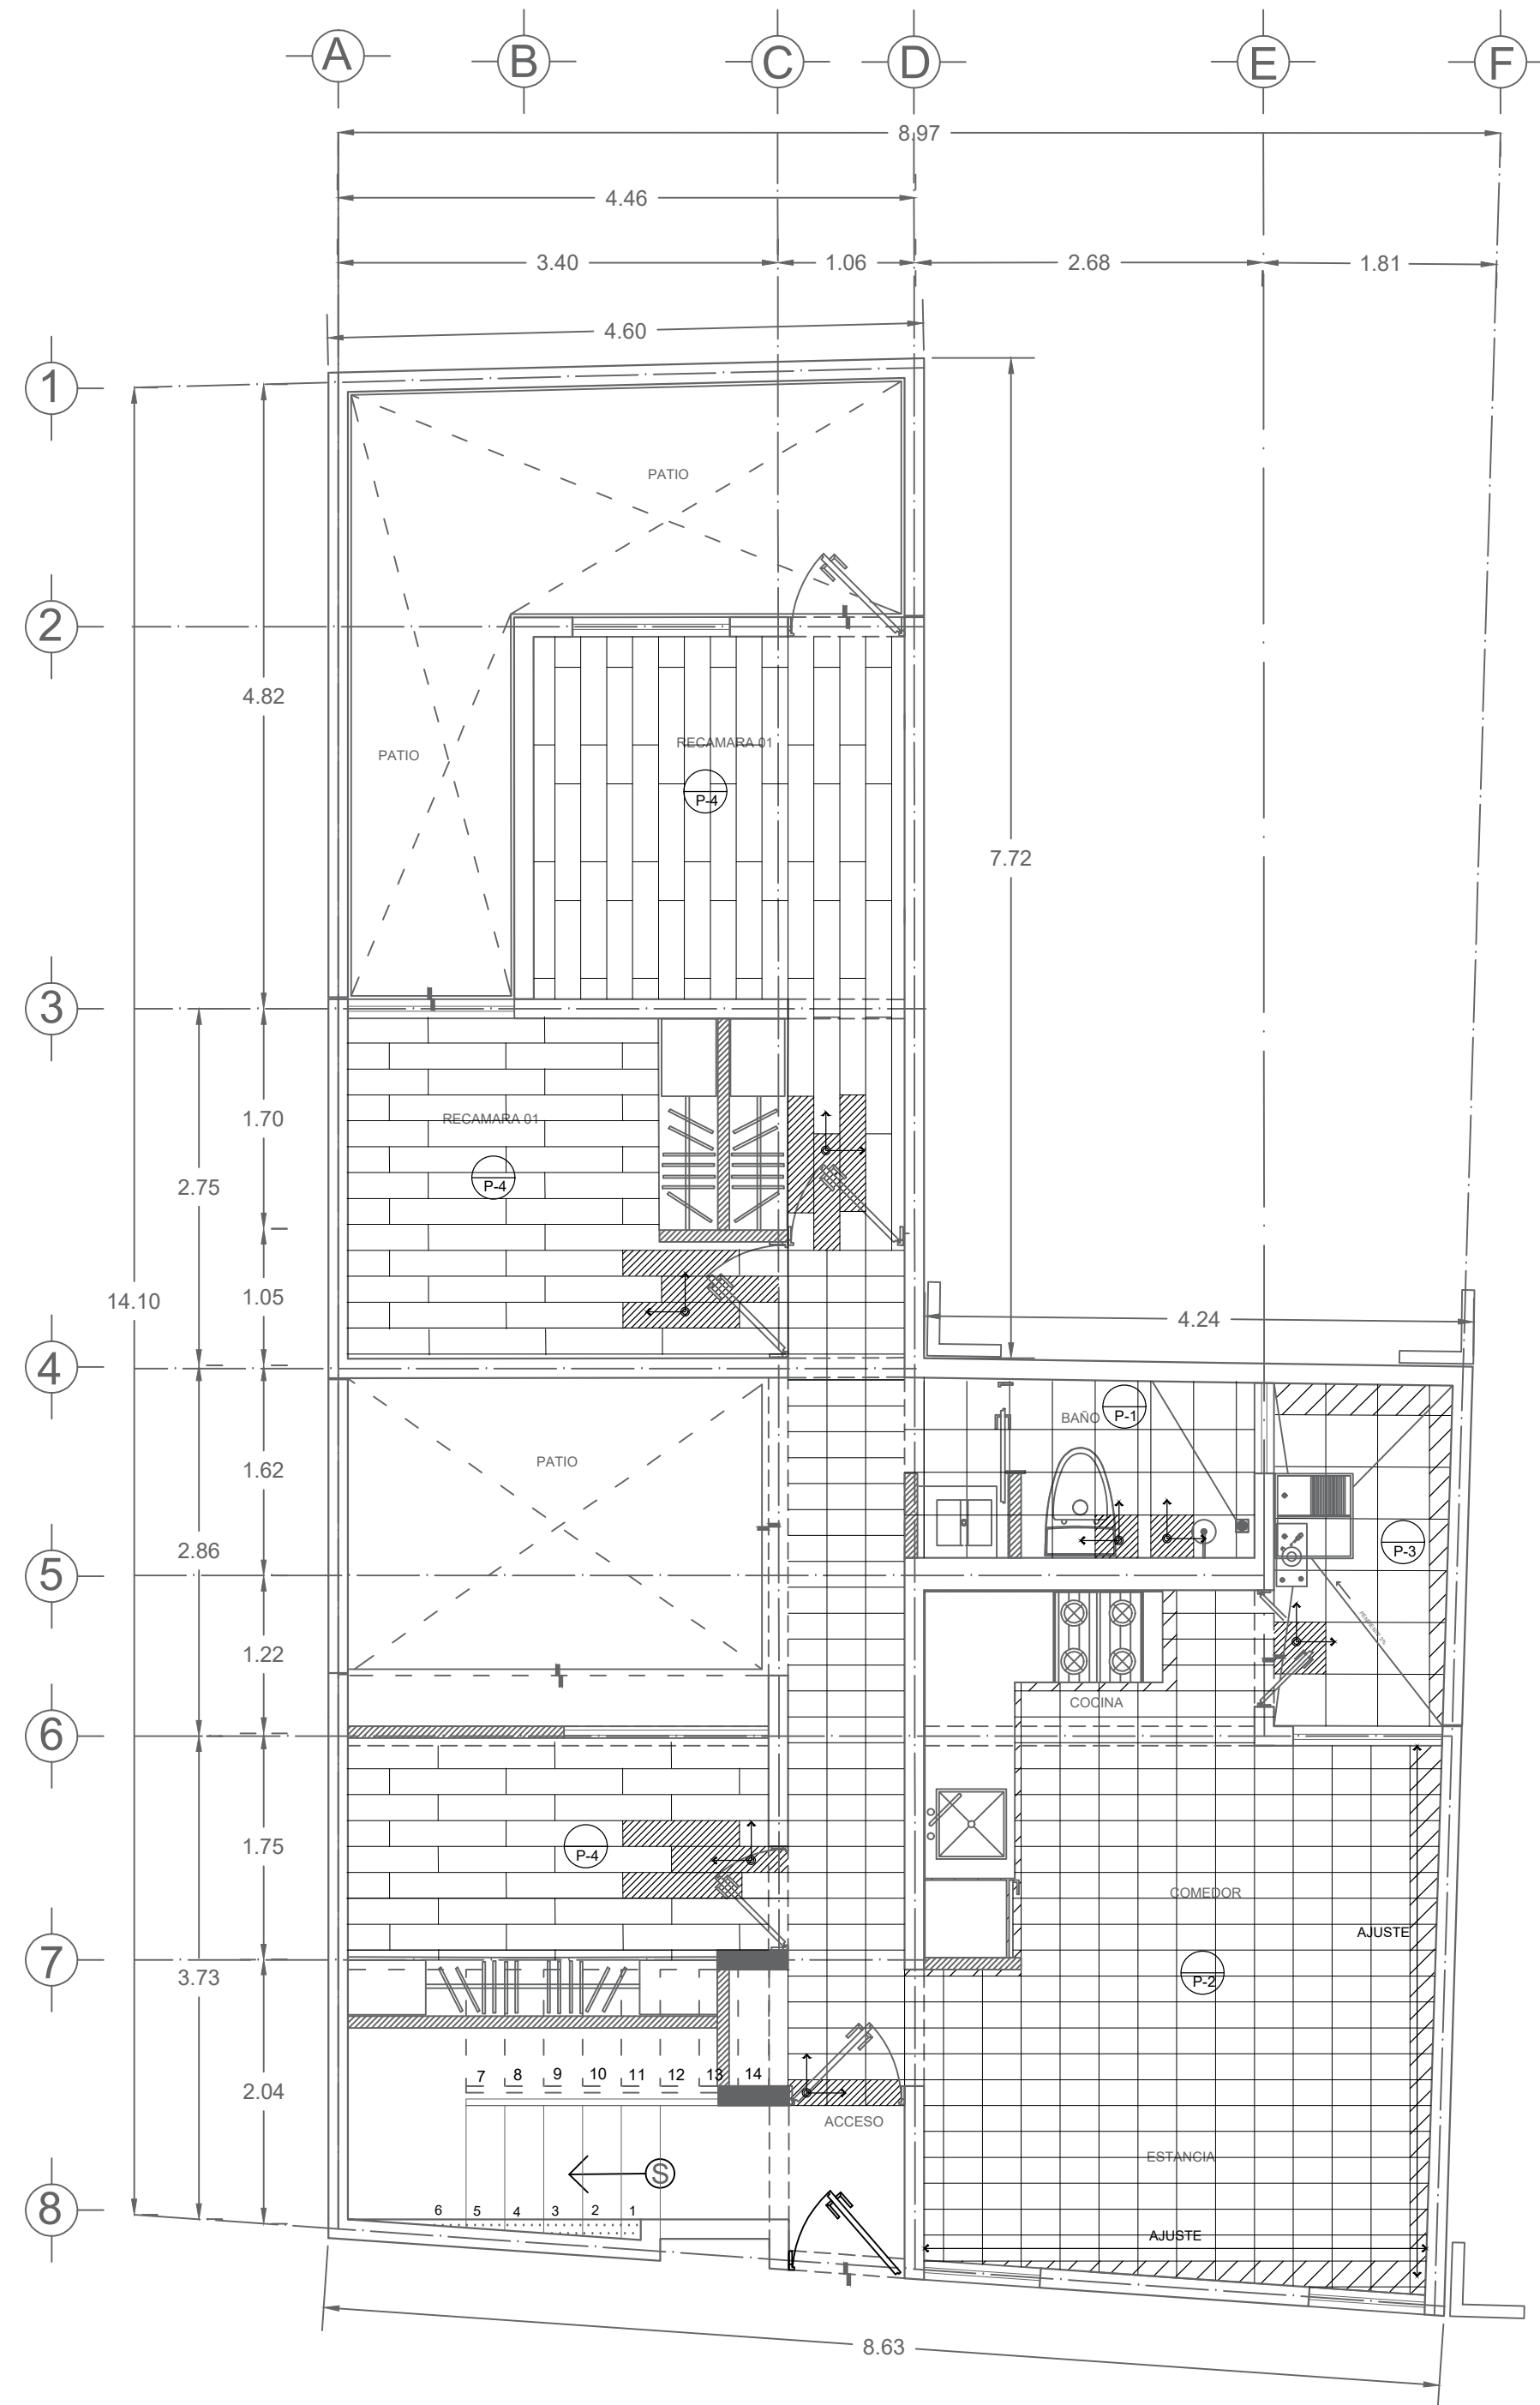 A B C D E F
8.97
4.46
3.40 1.06 2.68 1.81
4.60
1
PATIO
2
4.82
RECAMARA 01
PATIO
P-4
7.72
3
1.70
RECAMARA 01
P-4
2.75
1.05
14.10
4.24
4
BAÑO
P-1
PATIO
1.62
P-3
2.86
5
PENDIENTE 2%
1.22
COCINA
6
1.75
P-4
COMEDOR
AJUSTE
7
3.73
P-2
7 8 9 10 11 12 13 14
2.04
ACCESO
ESTANCIA
S
8
6 5 4 3 2 1
AJUSTE
8.63